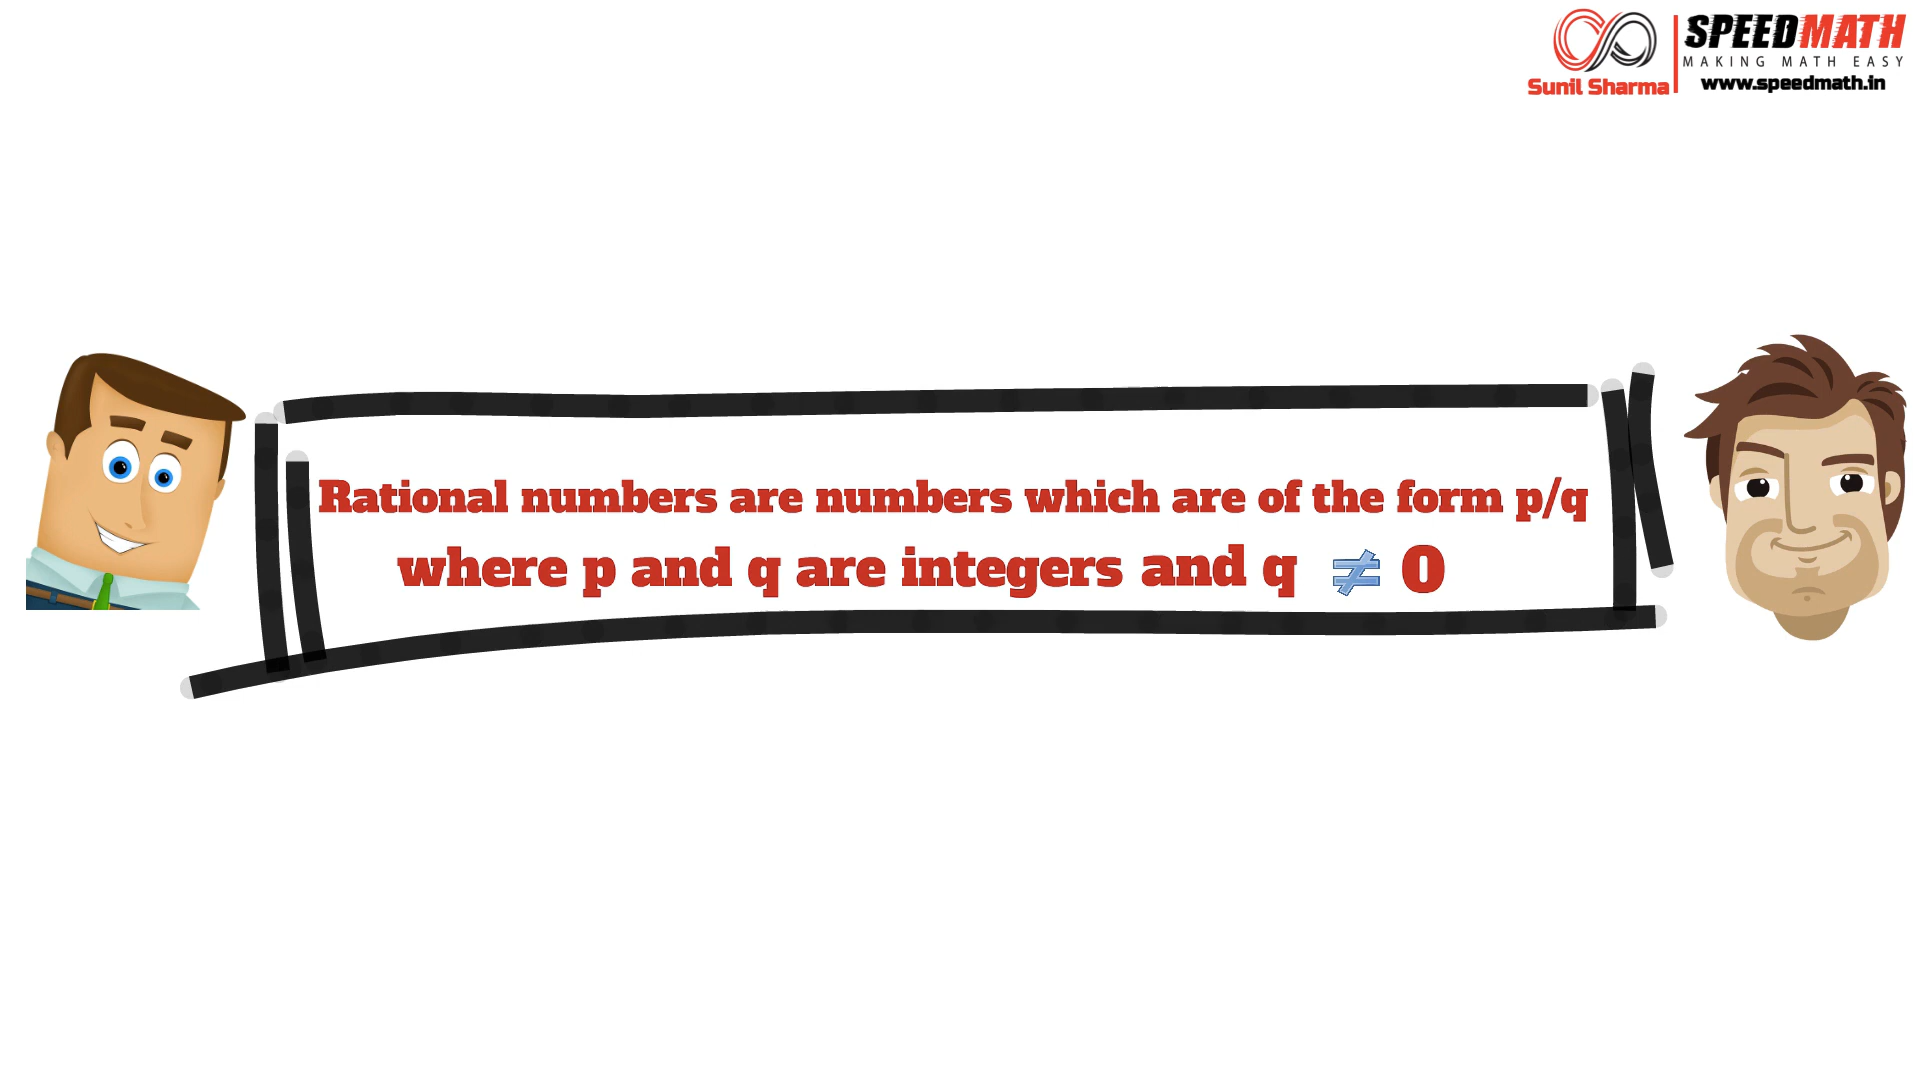 SPEEDMATH
MAKING MATH EASY
Sunil Sharma
www.speedmath.in
Rational numbers are numbers which are of the form p/q
where p and q are integers and q ≠ 0